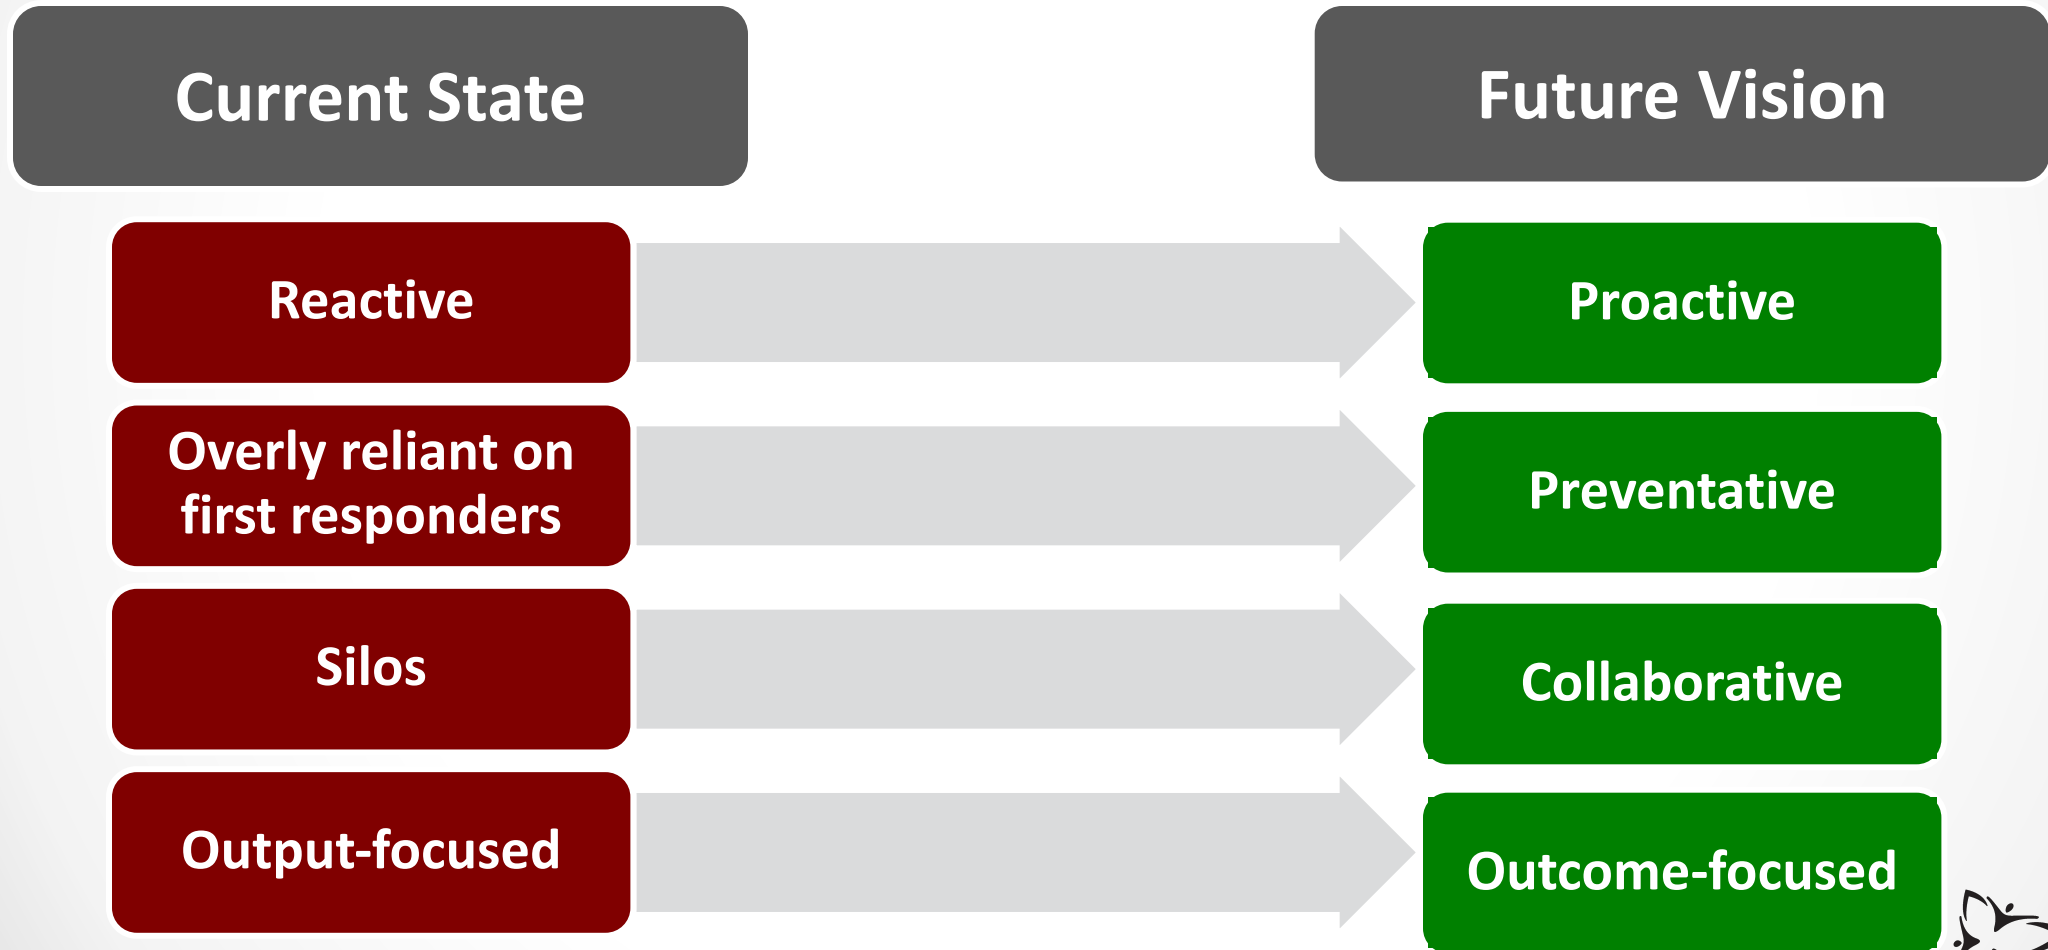 Current State
Future Vision
Reactive
Proactive
Overly reliant on
first responders
Preventative
Silos
Collaborative
Output-focused
Outcome-focused